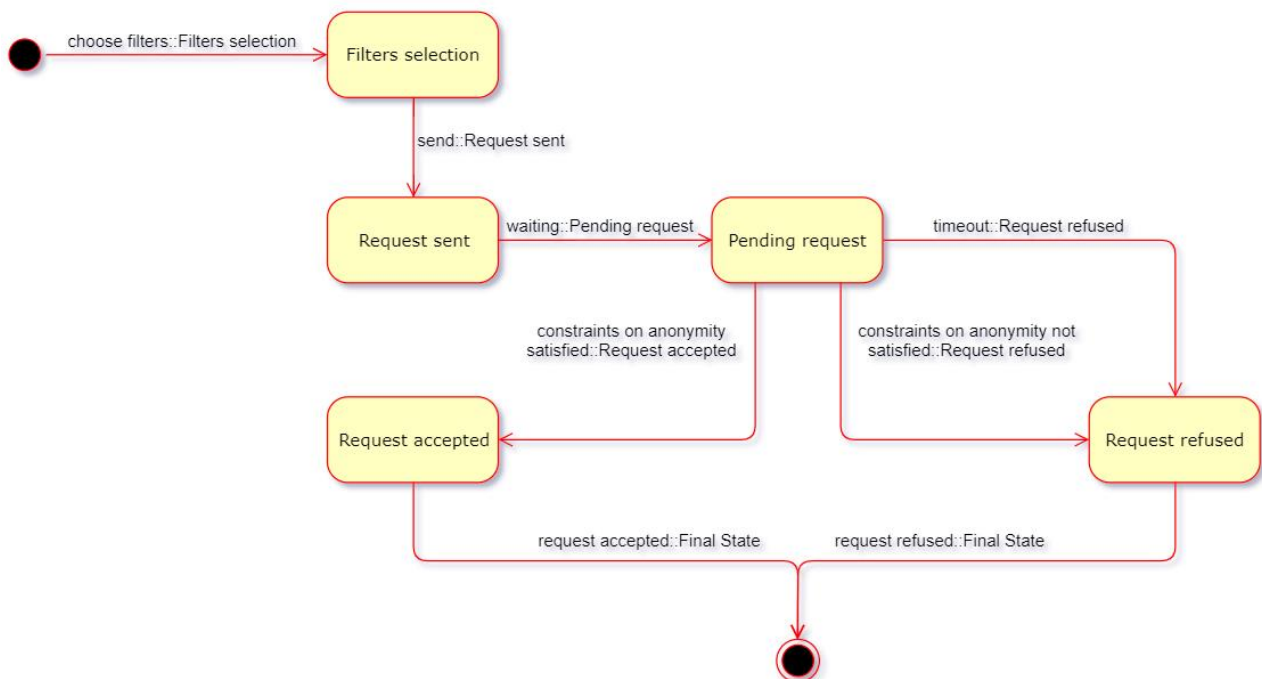 choose filters::Filters selection
Filters selection
send::Request sent
Request sent
waiting::Pending request
Pending request
timeout::Request refused
constraints on anonymity
satisfied::Request accepted
constraints on anonymity not
satisfied::Request refused
Request accepted
Request refused
request accepted::Final State
request refused::Final State